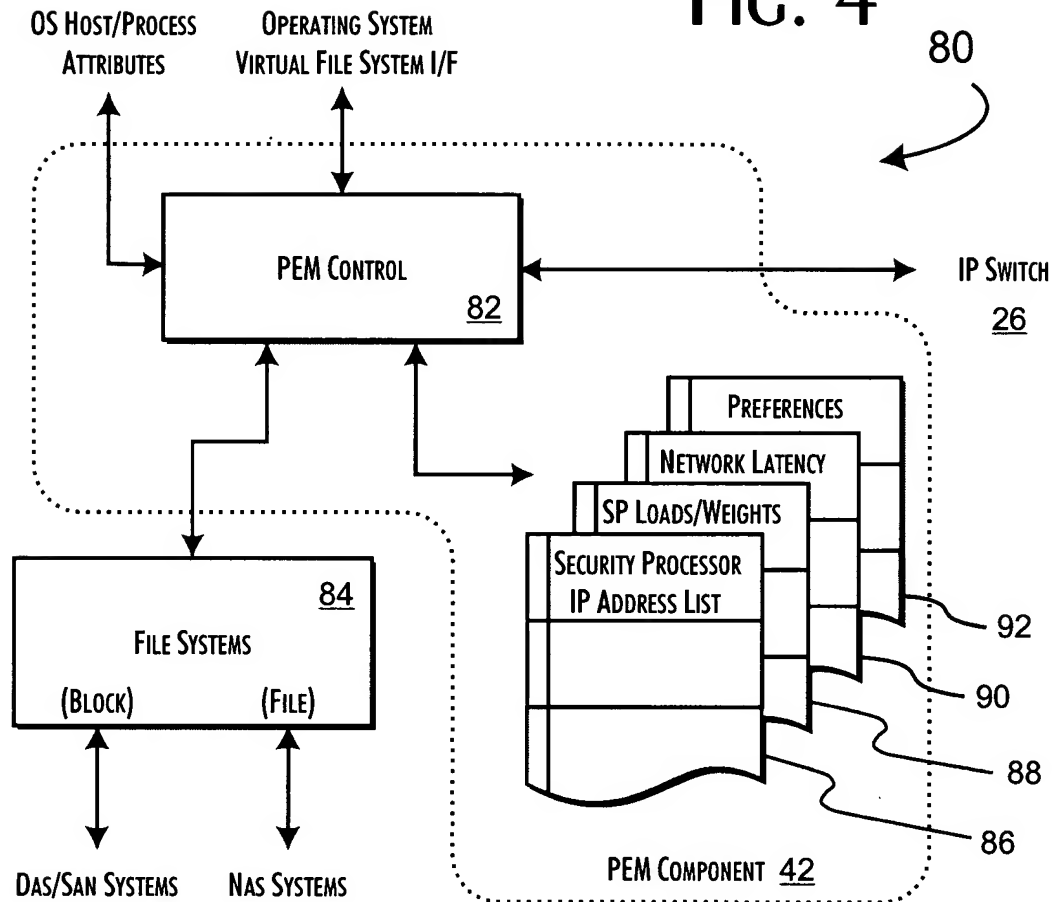 FIG. 4
OS HOST/PROCESS
ATTRIBUTES
OPERATING SYSTEM
VIRTUAL FILE SYSTEM I/F
80
PEM CONTROL
82
IP SWITCH
26
PREFERENCES
NETWORK LATENCY
SP LOADS/WEIGHTS
SECURITY PROCESSOR
IP ADDRESS LIST
84
FILE SYSTEMS
(BLOCK)
(FILE)
92
90
88
86
PEM COMPONENT 42
DAS/SAN SYSTEMS
NAS SYSTEMS